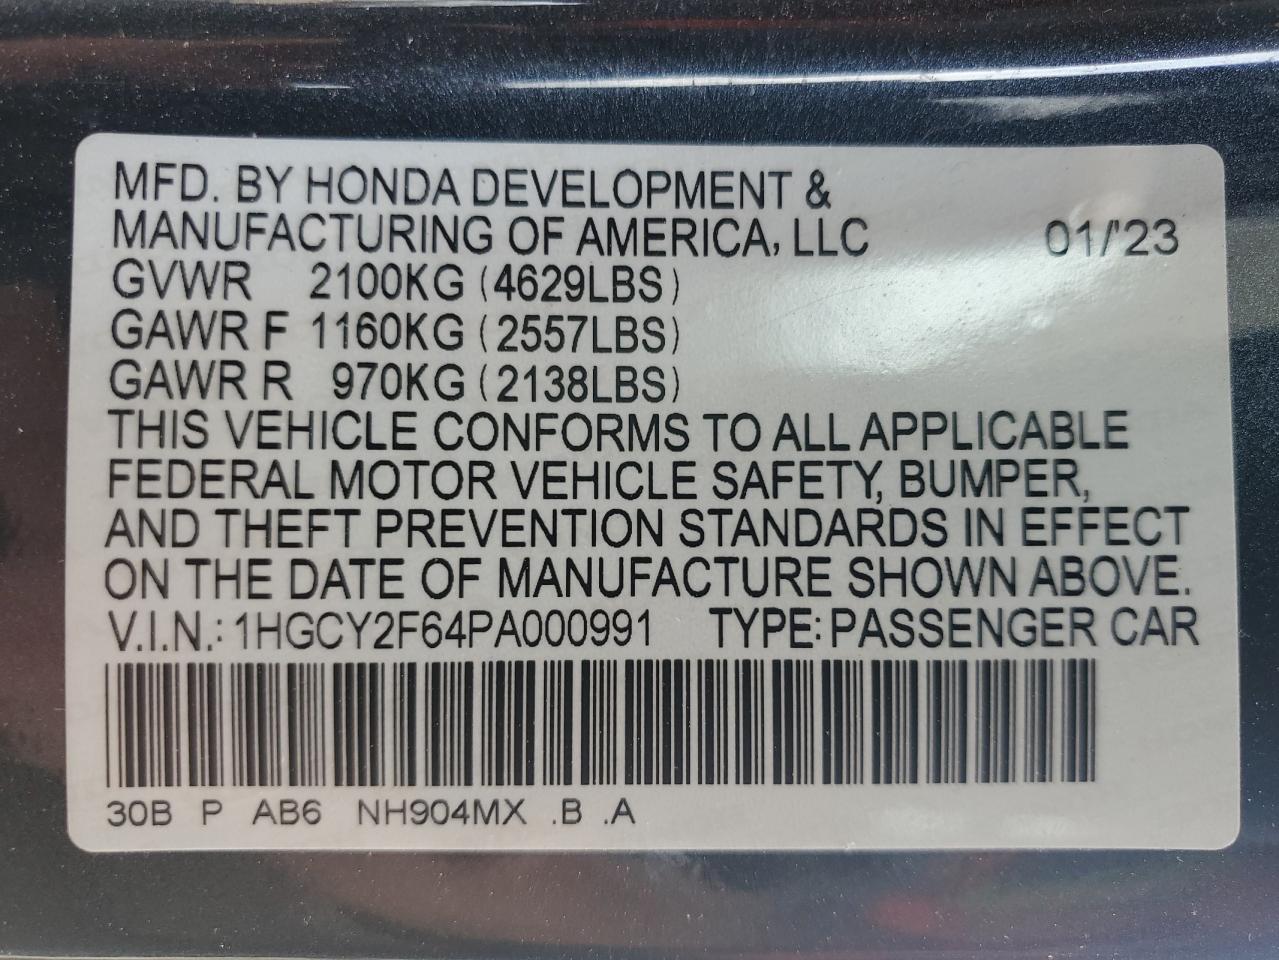 MFD. BY HONDA DEVELOPMENT &
MANUFACTURING OF AMERICA, LLC 01/'23
GVWR 2100KG (4629LBS)
GAWR F 1160KG (2557LBS)
GAWR R 970KG (2138LBS)
THIS VEHICLE CONFORMS TO ALL APPLICABLE
FEDERAL MOTOR VEHICLE SAFETY, BUMPER,
AND THEFT PREVENTION STANDARDS IN EFFECT
ON THE DATE OF MANUFACTURE SHOWN ABOVE.
V.I.N.: 1HGCY2F64PA000991 TYPE: PASSENGER CAR
30B P AB6 NH904MX .B .A